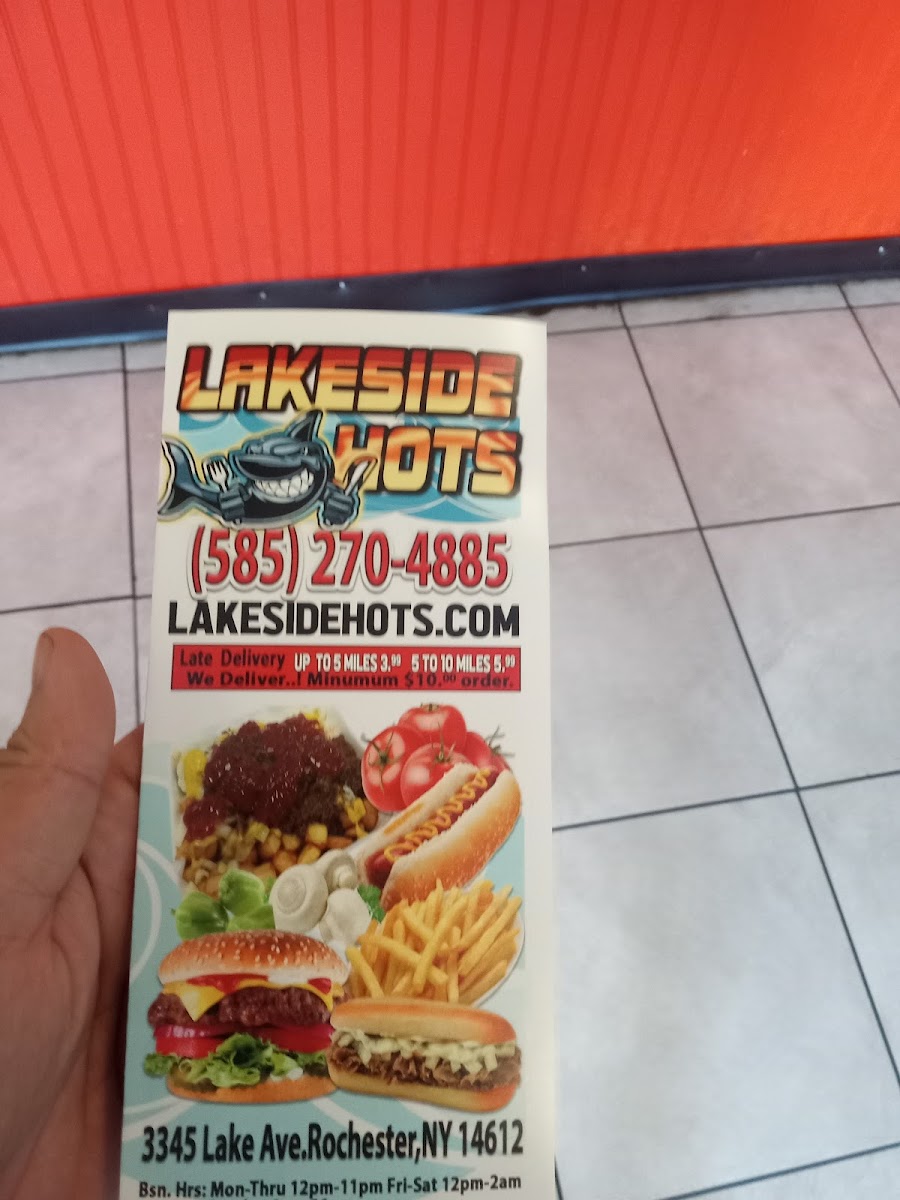 LAKESIDE
HOTS
(585) 270-4885
LAKESIDEHOTS.COM
Late Delivery UP TO 5 MILES 3.99 5 TO 10 MILES 5.99
We Deliver..! Minumum $10.00 order.
3345 Lake Ave.Rochester,NY 14612
Bsn. Hrs: Mon-Thru 12pm-11pm Fri-Sat 12pm-2am